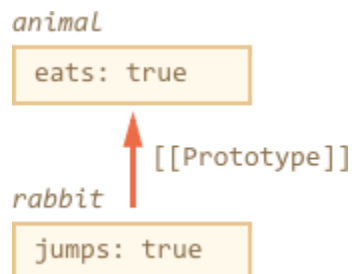 animal
eats: true
[[Prototype]]
rabbit
jumps: true